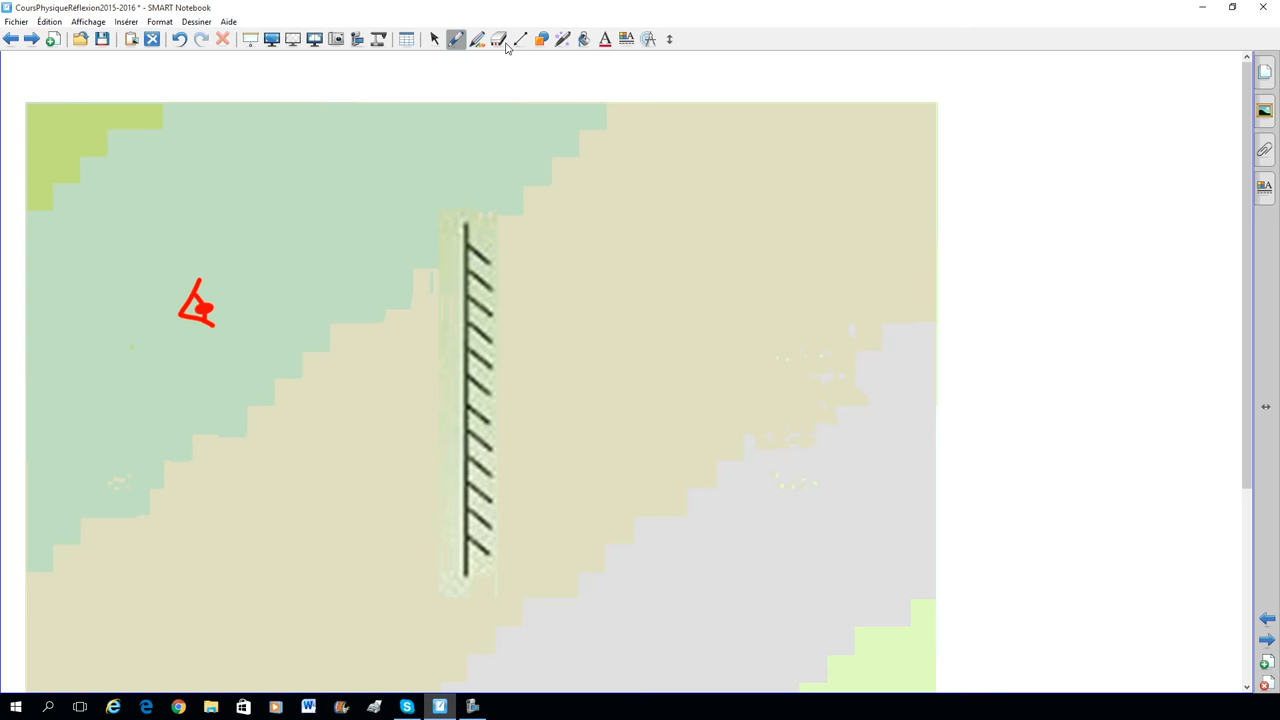 CoursPhysiqueRéflexion2015-2016 * - SMART Notebook
Fichier Édition Affichage Insérer Format Dessiner Aide